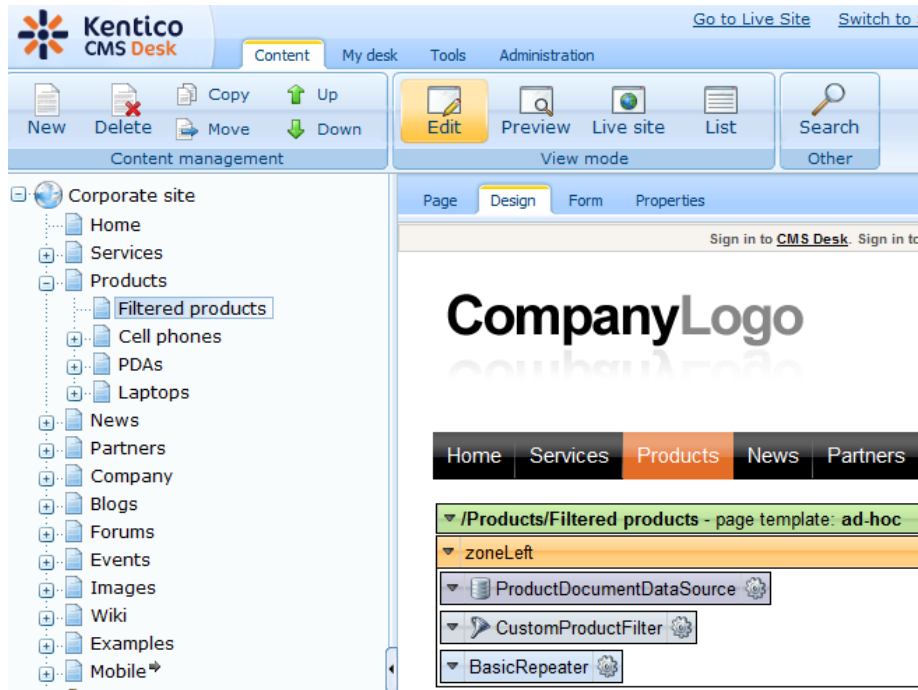 Kentico
CMS Desk
Go to Live Site Switch to
Content My desk Tools Administration
New Delete Copy Move Up Down
Content management
Edit Preview Live site List
View mode
Search
Other
Corporate site
Home
Services
Products
Filtered products
Cell phones
PDAs
Laptops
News
Partners
Company
Blogs
Forums
Events
Images
Wiki
Examples
Mobile
Page Design Form Properties
Sign in to CMS Desk. Sign in to
CompanyLogo
Home Services Products News Partners
/Products/Filtered products - page template: ad-hoc
zoneLeft
ProductDocumentDataSource
CustomProductFilter
BasicRepeater